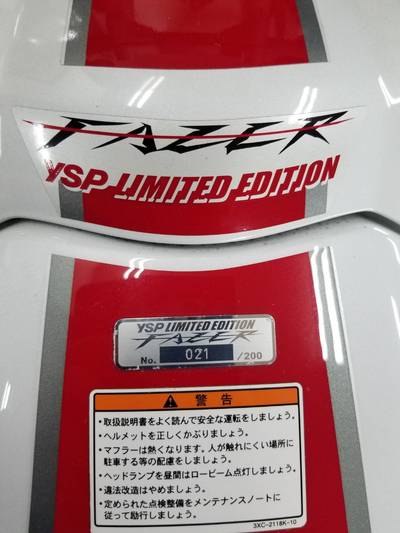 FAZER
YSP LIMITED EDITION
YSP LIMITED EDITION
FAZER
No. 021 /200
⚠ 警告
・取扱説明書をよく読んで安全な運転をしましょう。
・ヘルメットを正しくかぶりましょう。
・マフラーは熱くなります。人が触れにくい場所に
駐車する等の配慮をしましょう。
・ヘッドランプを昼間はロービーム点灯しましょう。
・違法改造はやめましょう。
・定められた点検整備をメンテナンスノートに
従って励行しましょう。
3XC-2118K-10